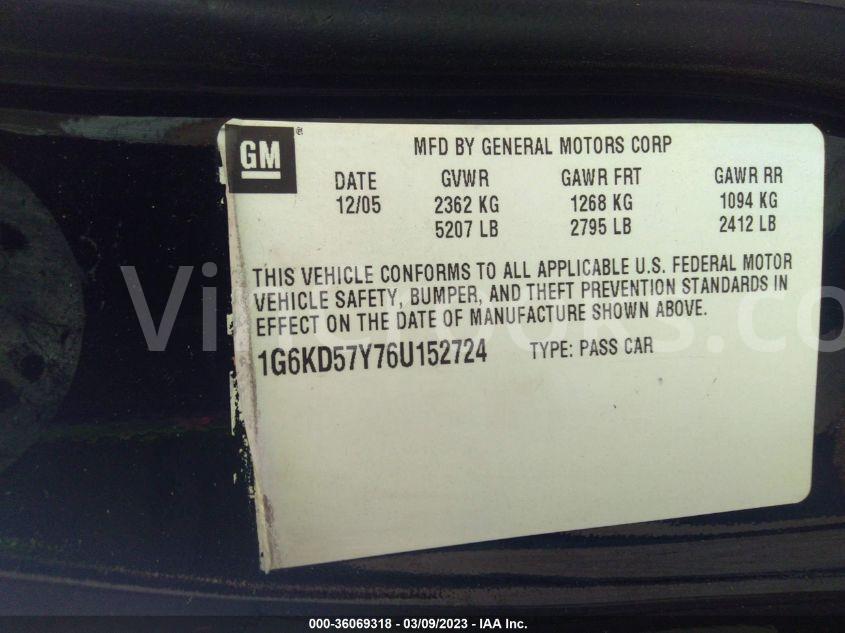 GM®
MFD BY GENERAL MOTORS CORP
DATE GVWR GAWR FRT GAWR RR
12/05 2362 KG 1268 KG 1094 KG
5207 LB 2795 LB 2412 LB
THIS VEHICLE CONFORMS TO ALL APPLICABLE U.S. FEDERAL MOTOR
VEHICLE SAFETY, BUMPER, AND THEFT PREVENTION STANDARDS IN
EFFECT ON THE DATE OF MANUFACTURE SHOWN ABOVE.
1G6KD57Y76U152724 TYPE: PASS CAR
000-36069318 - 03/09/2023 - IAA Inc.